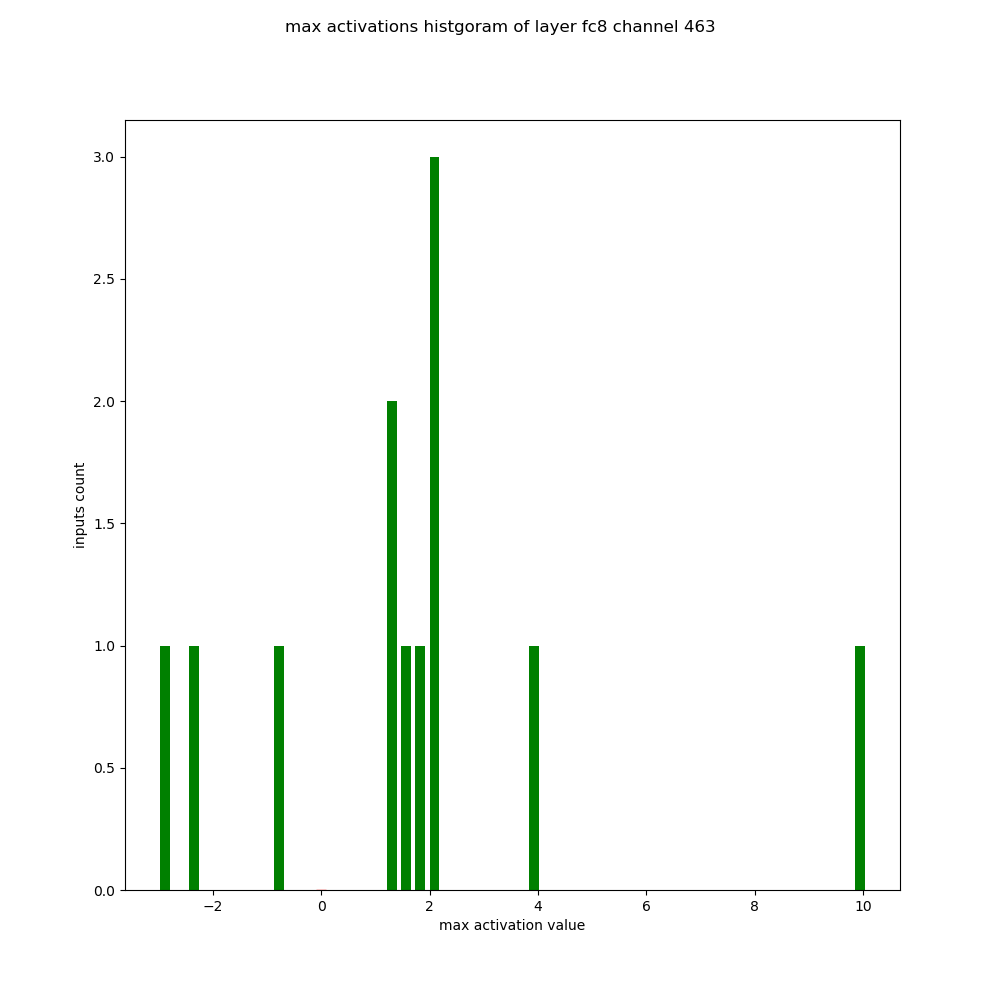 max activations histgoram of layer fc8 channel 463
3.0
2.5
2.0
1.5
1.0
0.5
0.0
inputs count
−2 0 2 4 6 8 10
max activation value